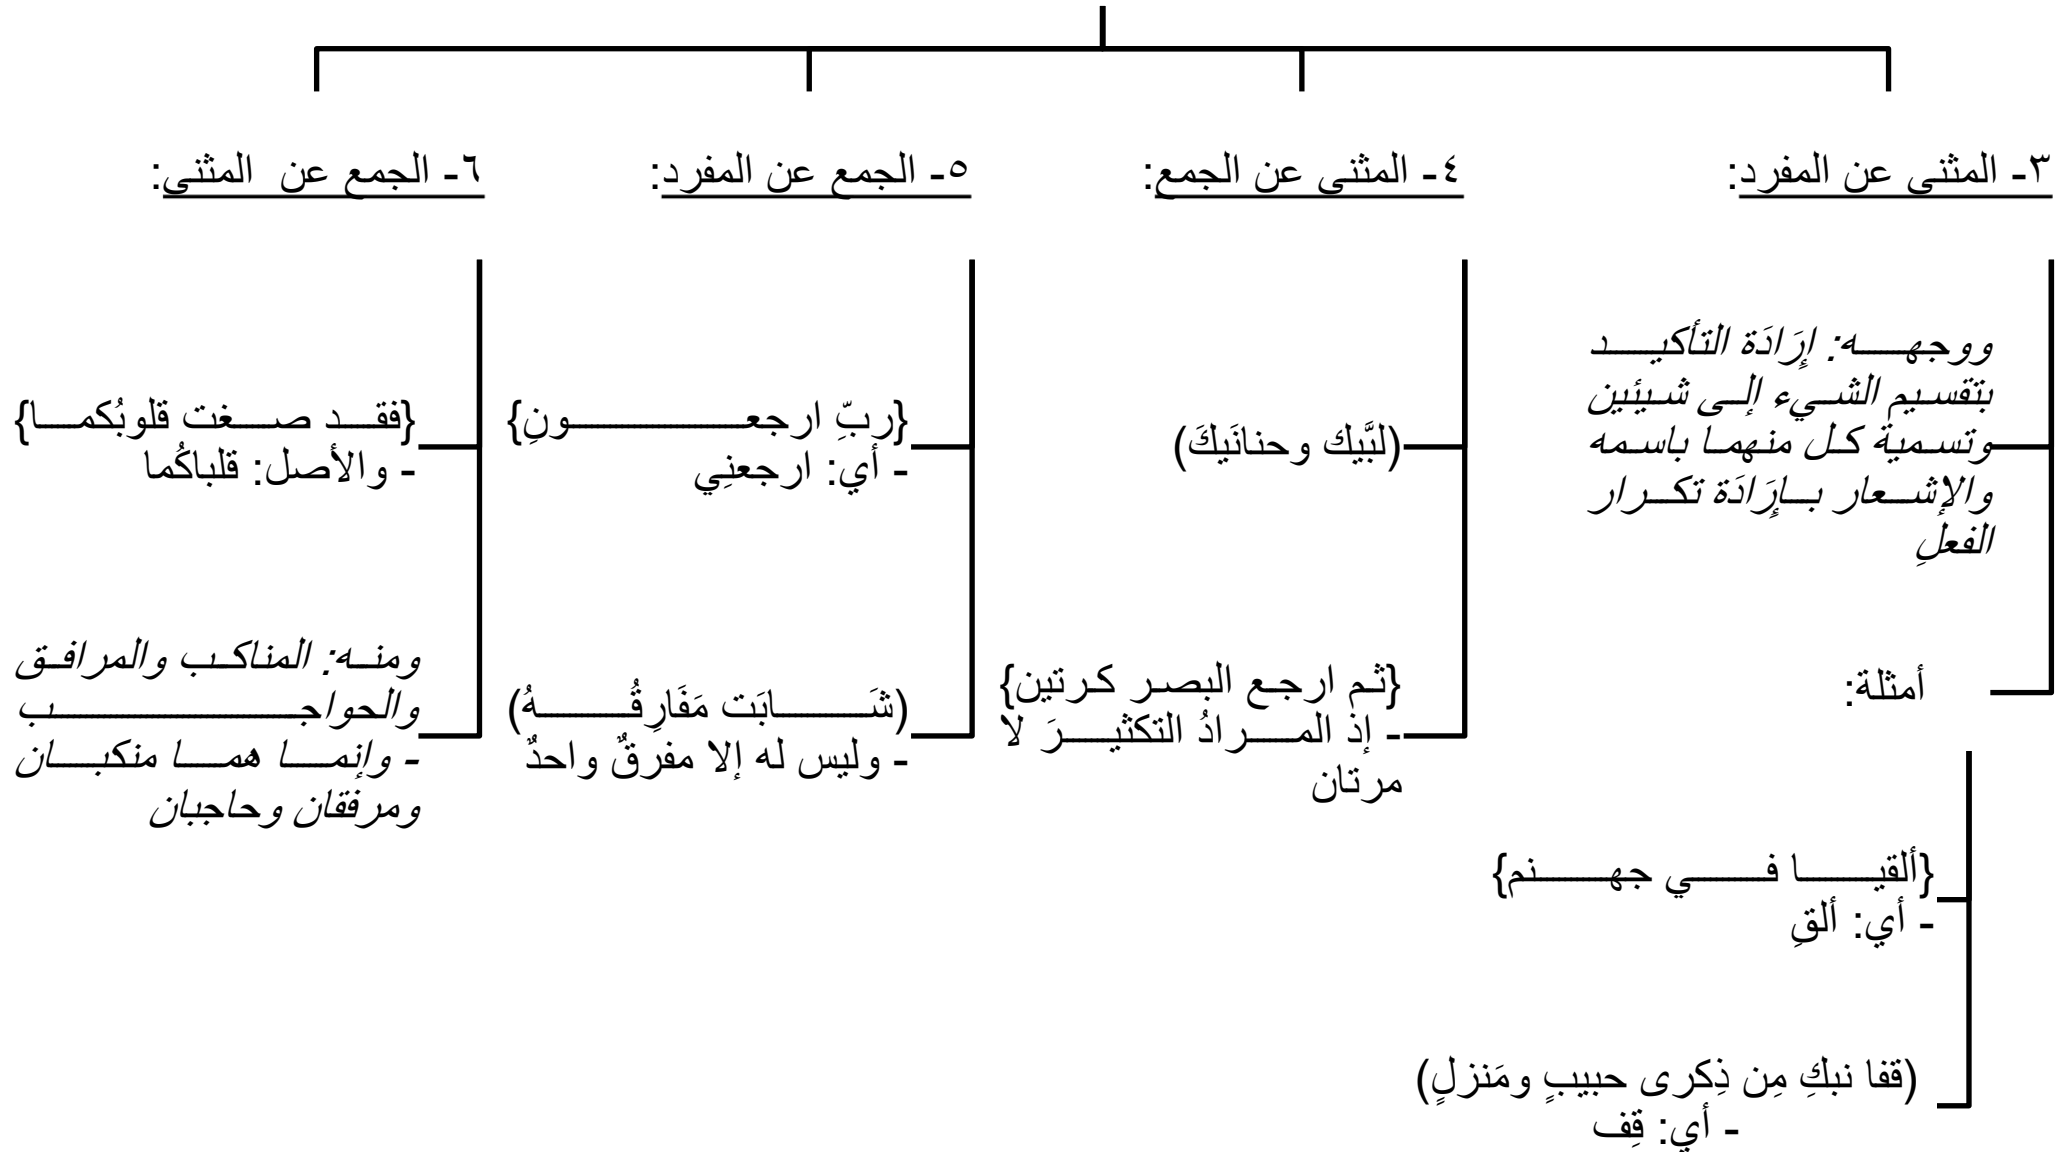 ٣- المثنى عن المفرد:
ووجهه: إِرَادَة التأكيد
بتقسيم الشيء إلى شيئين
وتسمية كل منهما باسمه
والإشعار بإِرَادَة تكرار
الفعلِ
أمثلة:
{ألقيا في جهنم}
- أي: ألقِ
(قفا نبكِ مِن ذِكرى حبيبٍ ومَنزلٍ)
- أي: قِف
٤- المثنى عن الجمع:
(لبَّيك وحنانَيكَ)
{ثم ارجع البصر كرتين}
- إذ المرادُ التكثيرَ لا
مرتان
٥- الجمع عن المفرد:
{ربِّ ارجعونِ}
- أي: ارجعنِي
(شَابَت مَفَارِقُهُ)
- وليس له إلا مفرقٌ واحدٌ
٦- الجمع عن المثنى:
{فقد صغت قلوبُكما}
- والأصل: قلباكُما
ومنه: المناكب والمرافق
والحواجب
- وإنما هما منكبان
ومرفقان وحاجبان